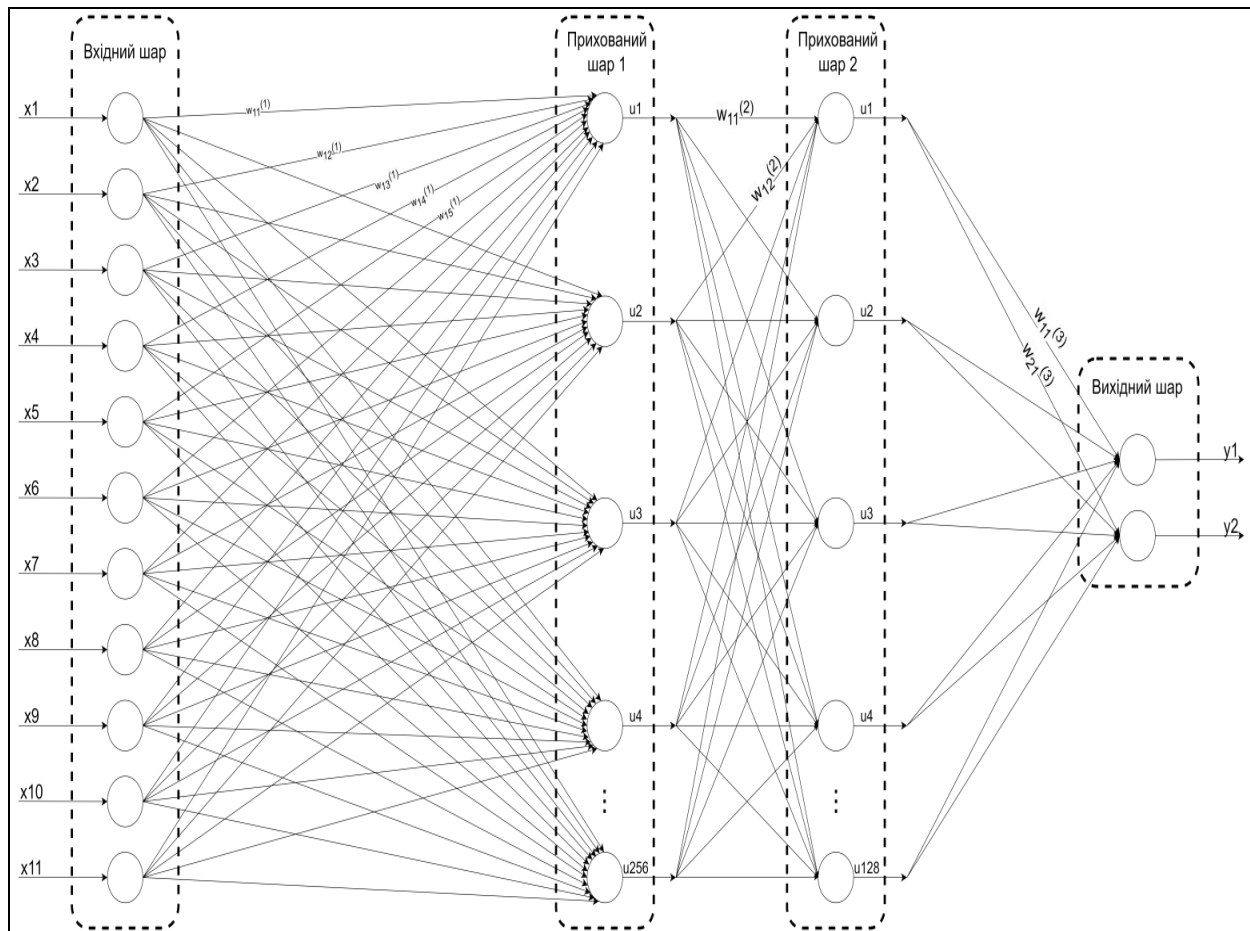 Вхідний шар
x1
x2
x3
x4
x5
x6
x7
x8
x9
x10
x11
w11(1)
w12(1)
w13(1)
w14(1)
w15(1)
Прихований
шар 1
u1
u2
u3
u4
⋮
u256
w11(2)
w12(2)
Прихований
шар 2
u1
u2
u3
u4
⋮
u128
w11(3)
w21(3)
Вихідний шар
y1
y2